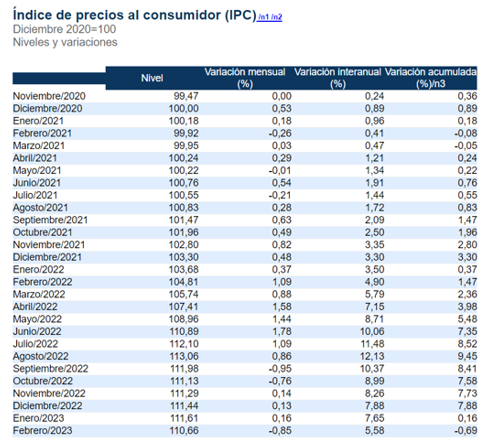 Índice de precios al consumidor (IPC) /n1 /n2
Diciembre 2020=100
Niveles y variaciones
Nivel Variación mensual (%) Variación interanual (%) Variación acumulada (%)/n3
Noviembre/2020 99,47 0,00 0,24 0,36
Diciembre/2020 100,00 0,53 0,89 0,89
Enero/2021 100,18 0,18 0,96 0,18
Febrero/2021 99,92 -0,26 0,41 -0,08
Marzo/2021 99,95 0,03 0,47 -0,05
Abril/2021 100,24 0,29 1,21 0,24
Mayo/2021 100,22 -0,01 1,34 0,22
Junio/2021 100,76 0,54 1,91 0,76
Julio/2021 100,55 -0,21 1,44 0,55
Agosto/2021 100,83 0,28 1,72 0,83
Septiembre/2021 101,47 0,63 2,09 1,47
Octubre/2021 101,96 0,49 2,50 1,96
Noviembre/2021 102,80 0,82 3,35 2,80
Diciembre/2021 103,30 0,48 3,30 3,30
Enero/2022 103,68 0,37 3,50 0,37
Febrero/2022 104,81 1,09 4,90 1,47
Marzo/2022 105,74 0,88 5,79 2,36
Abril/2022 107,41 1,58 7,15 3,98
Mayo/2022 108,96 1,44 8,71 5,48
Junio/2022 110,89 1,78 10,06 7,35
Julio/2022 112,10 1,09 11,48 8,52
Agosto/2022 113,06 0,86 12,13 9,45
Septiembre/2022 111,98 -0,95 10,37 8,41
Octubre/2022 111,13 -0,76 8,99 7,58
Noviembre/2022 111,29 0,14 8,26 7,73
Diciembre/2022 111,44 0,13 7,88 7,88
Enero/2023 111,61 0,16 7,65 0,16
Febrero/2023 110,66 -0,85 5,58 -0,69